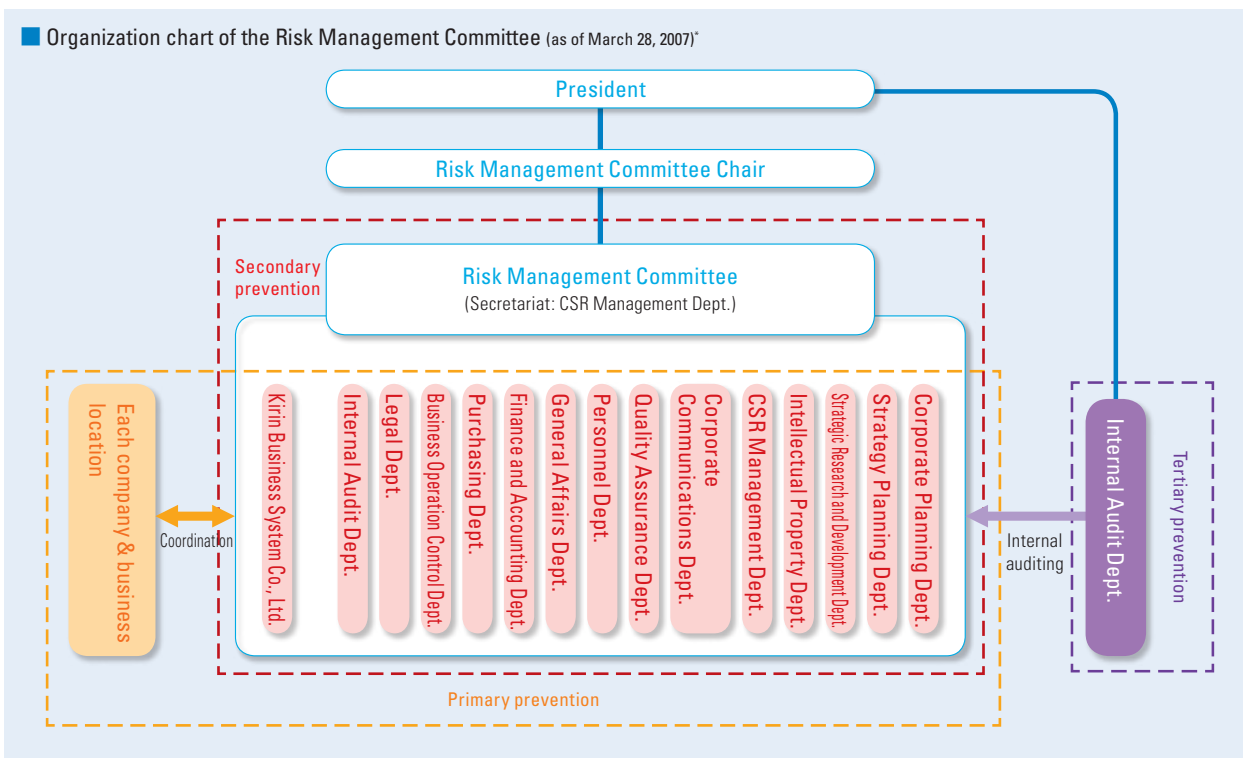 Organization chart of the Risk Management Committee (as of March 28, 2007)*
President
Risk Management Committee Chair
Secondary
prevention
Risk Management Committee
(Secretariat: CSR Management Dept.)
Each company & business
location
Coordination
Kirin Business System Co., Ltd.
Internal Audit Dept.
Legal Dept.
Business Operation Control Dept.
Purchasing Dept.
Finance and Accounting Dept.
General Affairs Dept.
Personnel Dept.
Quality Assurance Dept.
Corporate
Communications Dept.
CSR Management Dept.
Intellectual Property Dept.
Strategic Research and Development Dept.
Strategy Planning Dept.
Corporate Planning Dept.
Internal
auditing
Internal Audit Dept.
Tertiary prevention
Primary prevention